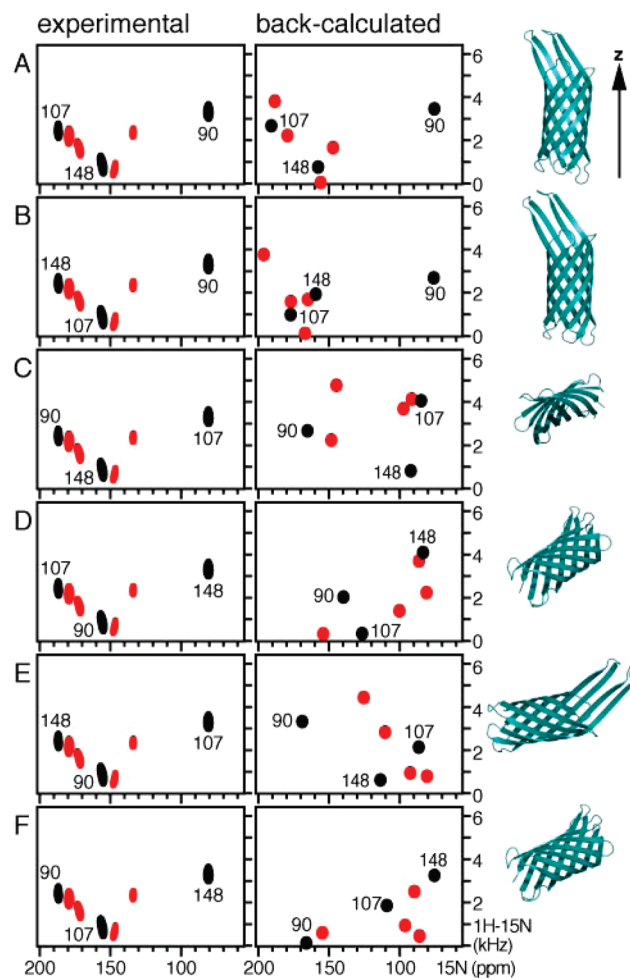 experimental back-calculated
A 107 148 90 107 148 90 6 4 2 0 z
B 148 107 90 148 107 90 6 4 2 0
C 90 148 107 90 107 148 6 4 2 0
D 107 90 148 148 90 107 6 4 2 0
E 148 90 107 90 107 148 6 4 2 0
F 90 107 148 148 107 90 6 4 2 0 1H-15N (kHz)
200 150 100 200 150 100 15N (ppm)